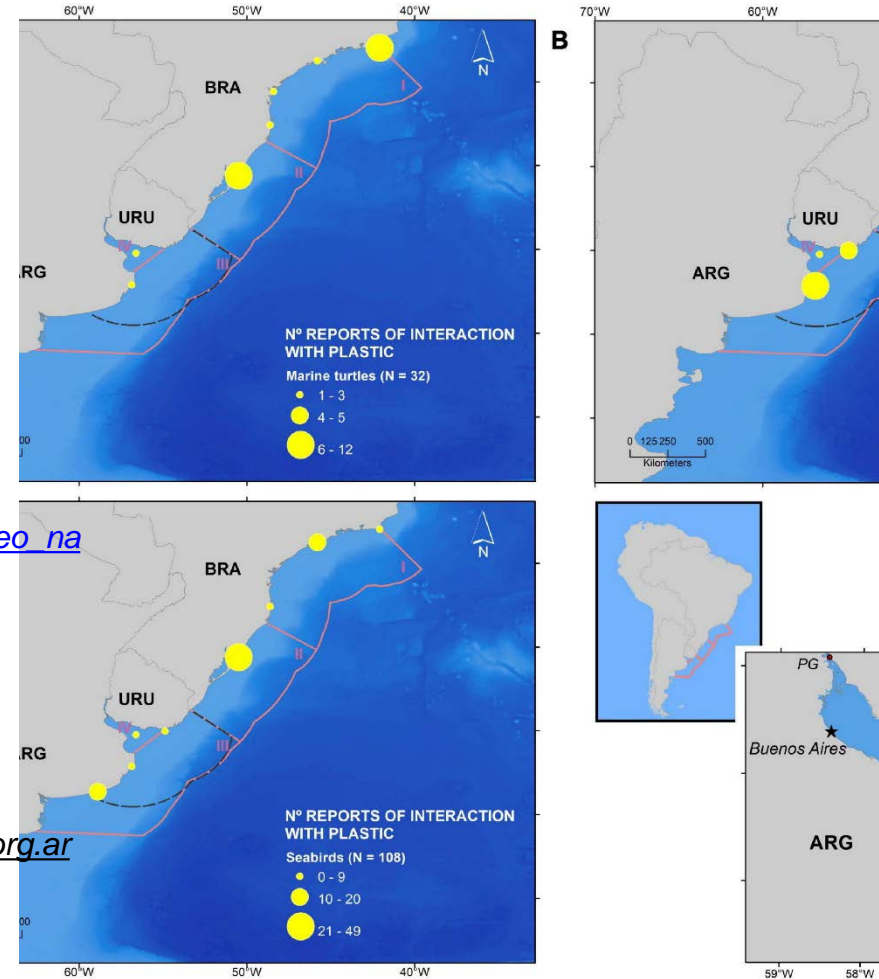 60°W 50°W 40°W
BRA
N
I
II
URU
IV
III
RG
Nº REPORTS OF INTERACTION
WITH PLASTIC
Marine turtles (N = 32)
1 - 3
4 - 5
6 - 12
B
70°W 60°W
URU
IV
ARG
0 125 250 500
Kilometers
eo_na
BRA
N
I
II
URU
IV
III
RG
org.ar
Nº REPORTS OF INTERACTION
WITH PLASTIC
Seabirds (N = 108)
0 - 9
10 - 20
21 - 49
60°W 50°W 40°W
PG
Buenos Aires
ARG
59°W 58°W